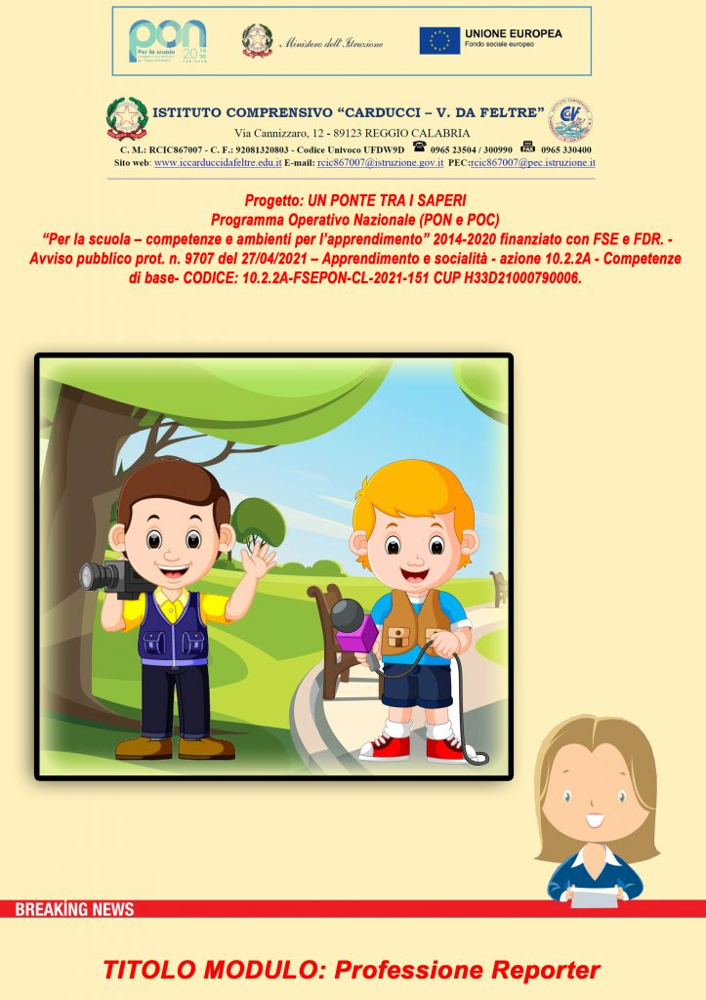 pon
Per la scuola
2014
2020
Ministero dell'Istruzione
UNIONE EUROPEA
Fondo sociale europeo
ISTITUTO COMPRENSIVO “CARDUCCI – V. DA FELTRE”
Via Cannizzaro, 12 - 89123 REGGIO CALABRIA
C. M.: RCIC867007 - C. F.: 92081320803 - Codice Univoco UFDW9D 0965 23504 / 300990 FAX 0965 330400
Sito web: www.iccarduccidafeltre.edu.it E-mail: rcic867007@istruzione.gov.it PEC:rcic867007@pec.istruzione.it
Progetto: UN PONTE TRA I SAPERI
Programma Operativo Nazionale (PON e POC)
“Per la scuola – competenze e ambienti per l’apprendimento” 2014-2020 finanziato con FSE e FDR. -
Avviso pubblico prot. n. 9707 del 27/04/2021 – Apprendimento e socialità - azione 10.2.2A - Competenze
di base- CODICE: 10.2.2A-FSEPON-CL-2021-151 CUP H33D21000790006.
BREAKİNG NEWS
TITOLO MODULO: Professione Reporter